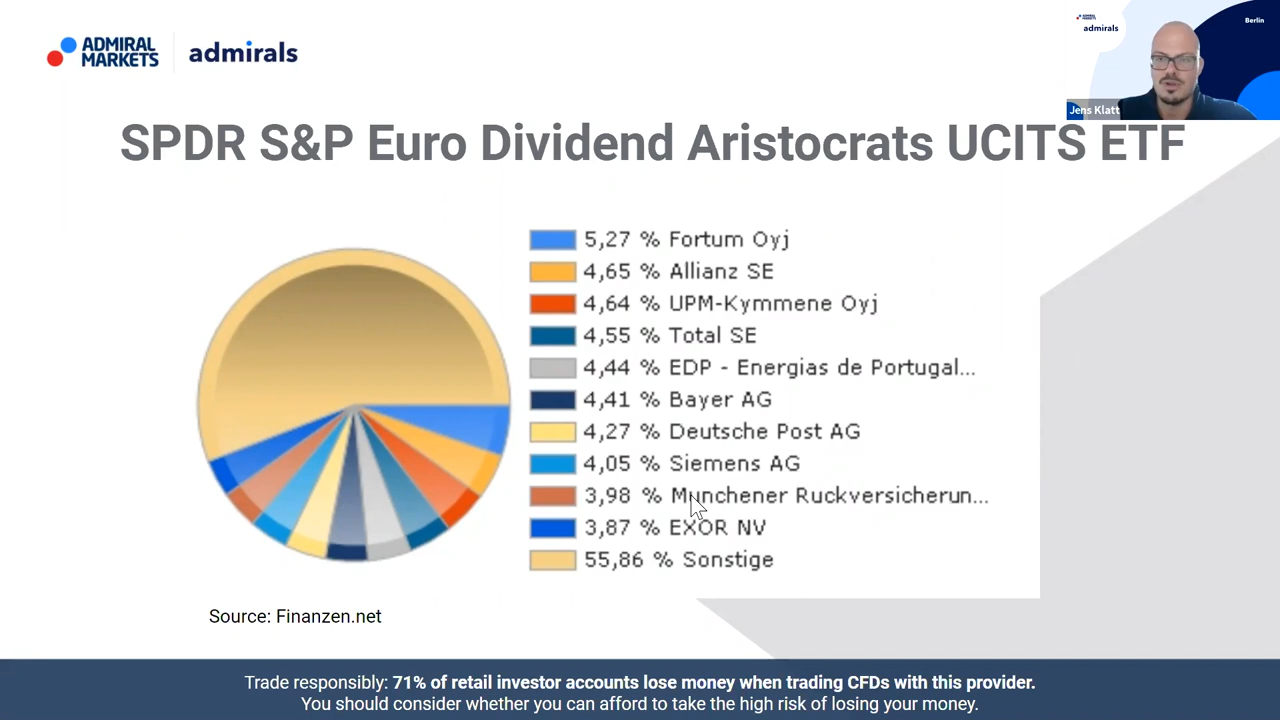 ADMIRAL
MARKETS
admirals
ADMIRAL
MARKETS
admirals
Berlin
Jens Klatt
SPDR S&P Euro Dividend Aristocrats UCITS ETF
5,27 % Fortum Oyj
4,65 % Allianz SE
4,64 % UPM-Kymmene Oyj
4,55 % Total SE
4,44 % EDP - Energias de Portugal...
4,41 % Bayer AG
4,27 % Deutsche Post AG
4,05 % Siemens AG
3,98 % Munchener Ruckversicherun...
3,87 % EXOR NV
55,86 % Sonstige
Source: Finanzen.net
Trade responsibly: 71% of retail investor accounts lose money when trading CFDs with this provider.
You should consider whether you can afford to take the high risk of losing your money.